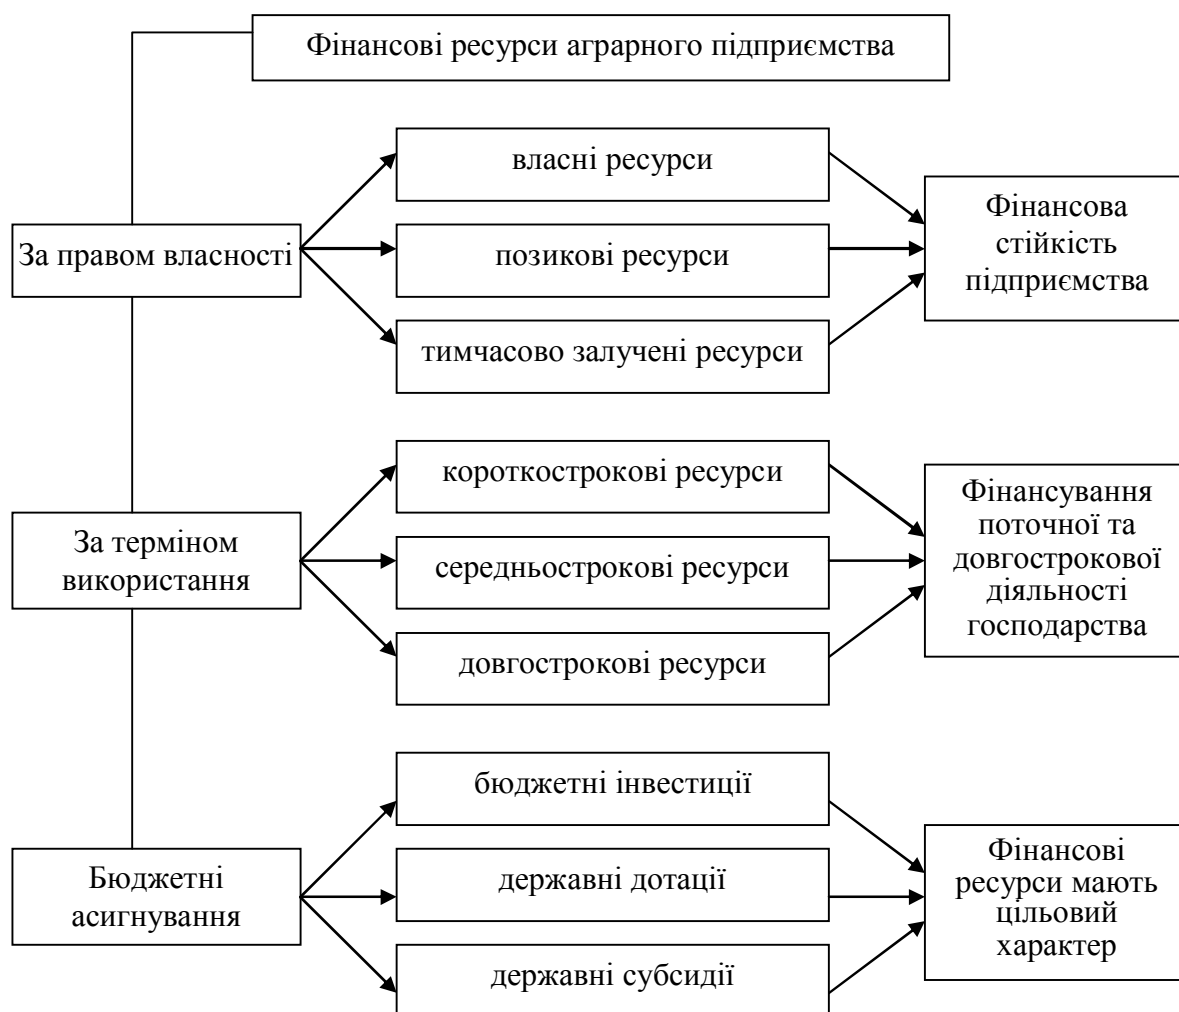 Фінансові ресурси аграрного підприємства
За правом власності
власні ресурси
позикові ресурси
тимчасово залучені ресурси
Фінансова
стійкість
підприємства
За терміном
використання
короткострокові ресурси
середньострокові ресурси
довгострокові ресурси
Фінансування
поточної та
довгострокової
діяльності
господарства
Бюджетні
асигнування
бюджетні інвестиції
державні дотації
державні субсидії
Фінансові
ресурси мають
цільовий
характер